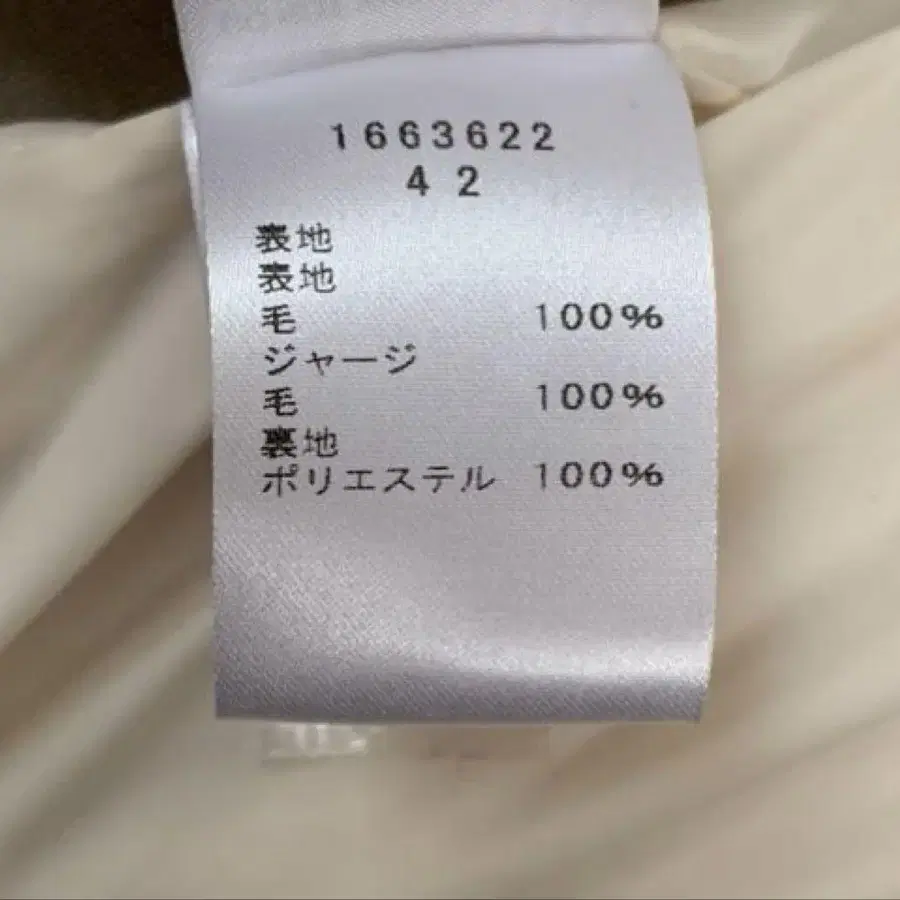 1663622
42
表地
表地
毛 100%
ジャージ
毛 100%
裏地
ポリエステル 100%